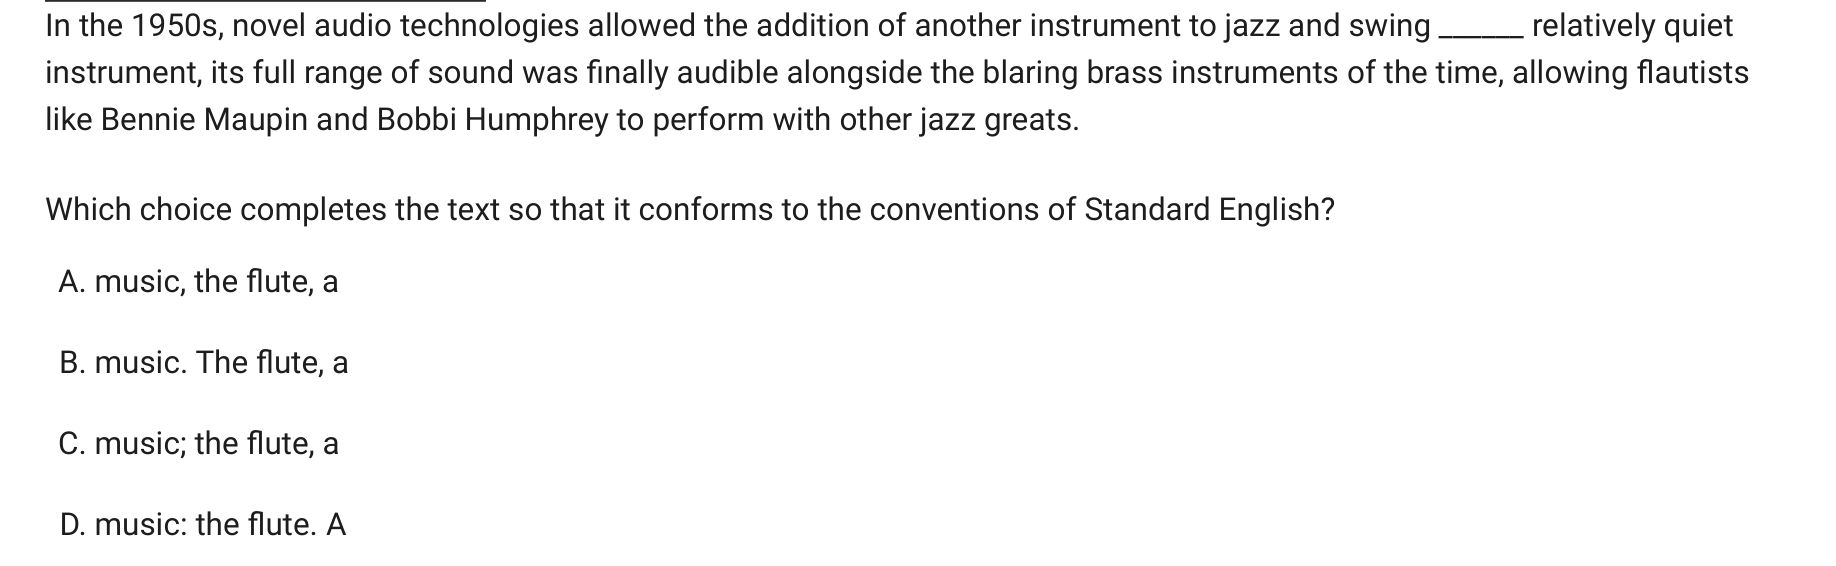 In the 1950s, novel audio technologies allowed the addition of another instrument to jazz and swing ______ relatively quiet
instrument, its full range of sound was finally audible alongside the blaring brass instruments of the time, allowing flautists
like Bennie Maupin and Bobbi Humphrey to perform with other jazz greats.
Which choice completes the text so that it conforms to the conventions of Standard English?
A. music, the flute, a
B. music. The flute, a
C. music; the flute, a
D. music: the flute. A